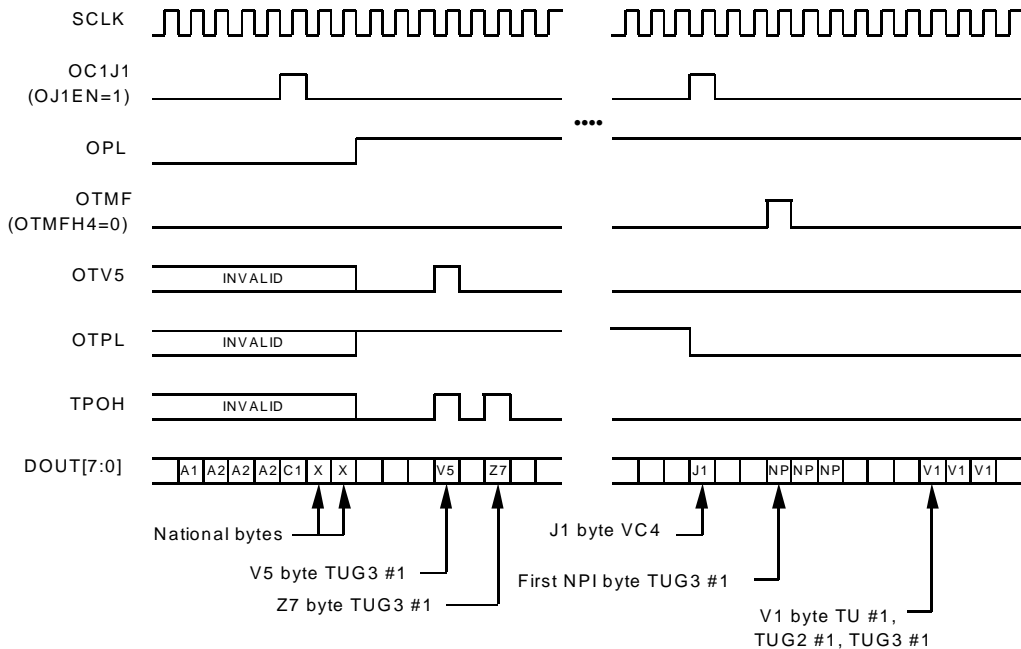 SCLK
OC1J1
(OJ1EN=1)
OPL
OTMF
(OTMFH4=0)
OTV5
INVALID
OTPL
INVALID
TPOH
INVALID
DOUT[7:0]
A1 A2 A2 A2 C1 X X V5 Z7 J1 NP NP NP V1 V1 V1
National bytes
J1 byte VC4
V5 byte TUG3 #1
First NPI byte TUG3 #1
Z7 byte TUG3 #1
V1 byte TU #1,
TUG2 #1, TUG3 #1